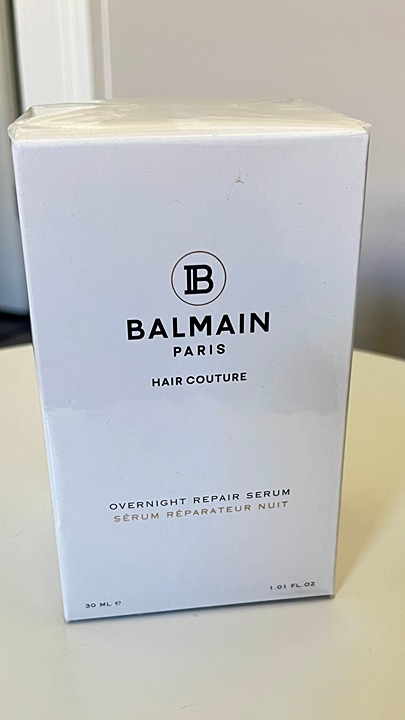 B
BALMAIN
PARIS
HAIR COUTURE
OVERNIGHT REPAIR SERUM
SÉRUM RÉPARATEUR NUIT
30 ML ℮
1.01 FL.OZ